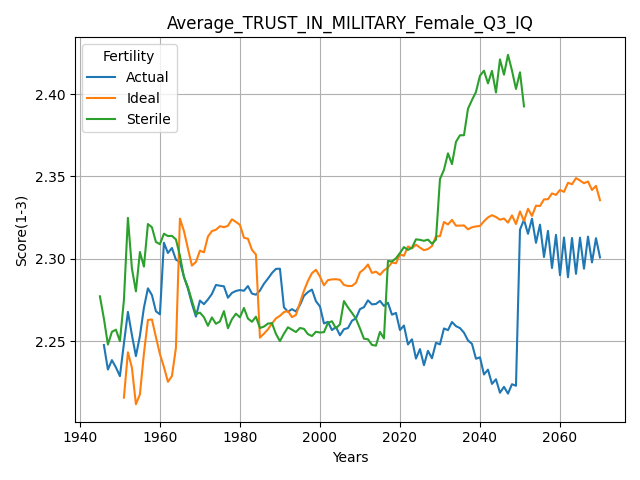 Average_TRUST_IN_MILITARY_Female_Q3_IQ
Fertility
Actual
Ideal
Sterile
Score(1-3)
2.40
2.35
2.30
2.25
1940 1960 1980 2000 2020 2040 2060
Years